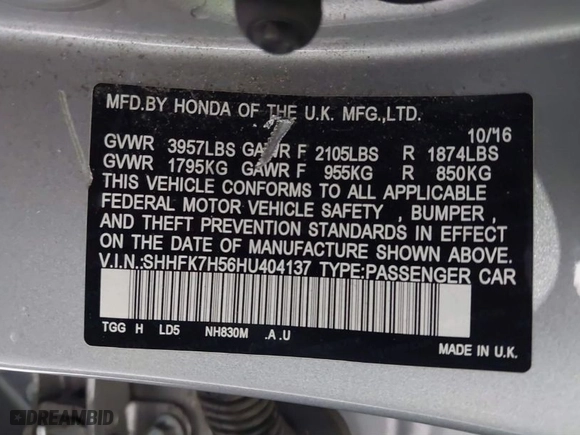 MFD.BY HONDA OF THE U.K. MFG.,LTD.
10/16
GVWR 3957LBS GAWR F 2105LBS R 1874LBS
GVWR 1795KG GAWR F 955KG R 850KG
THIS VEHICLE CONFORMS TO ALL APPLICABLE
FEDERAL MOTOR VEHICLE SAFETY , BUMPER ,
AND THEFT PREVENTION STANDARDS IN EFFECT
ON THE DATE OF MANUFACTURE SHOWN ABOVE.
V.I.N.:SHHFK7H56HU404137 TYPE:PASSENGER CAR
TGG H LD5 NH830M .A.U
MADE IN U.K.
DREAMBID